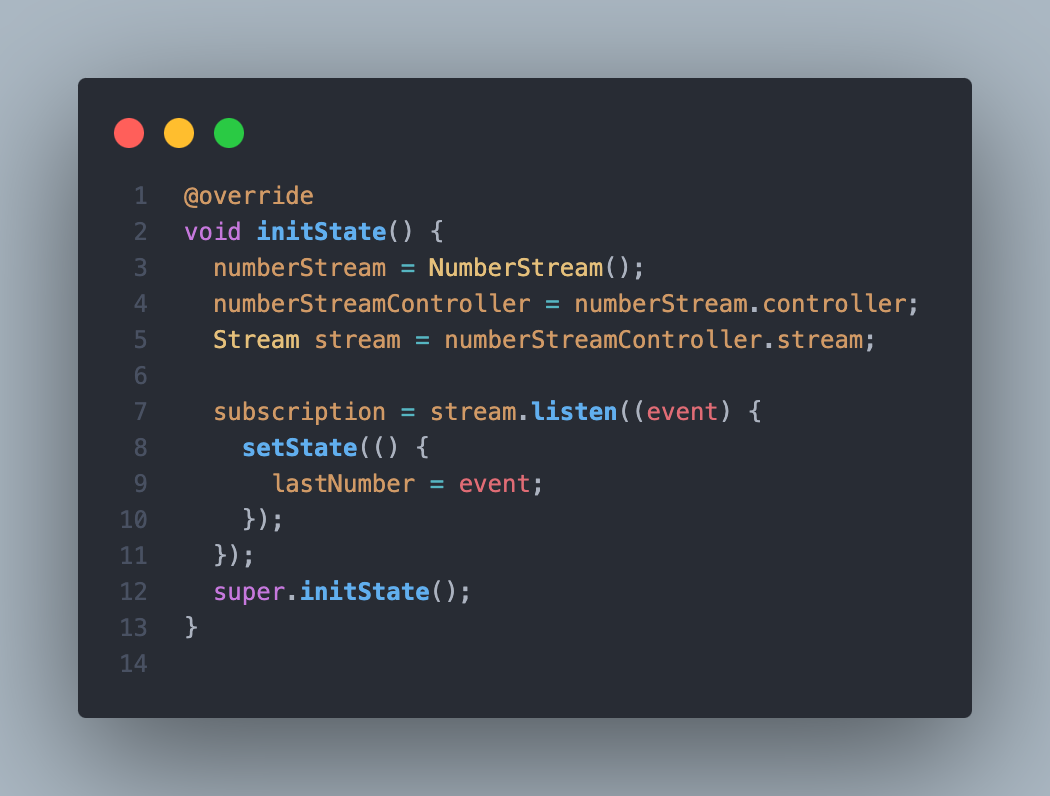 1 @override
2 void initState() {
3   numberStream = NumberStream();
4   numberStreamController = numberStream.controller;
5   Stream stream = numberStreamController.stream;
6
7   subscription = stream.listen((event) {
8     setState(() {
9       lastNumber = event;
10     });
11   });
12   super.initState();
13 }
14